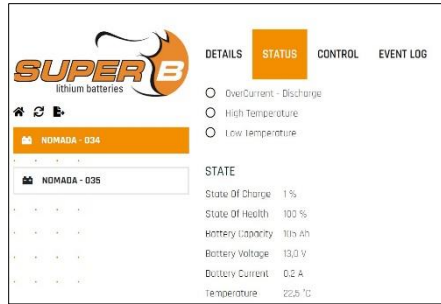 SUPER B
lithium batteries
DETAILS STATUS CONTROL EVENT LOG
OverCurrent - Discharge
High Temperature
Low Temperature
NOMADA - 034
NOMADA - 035
STATE
State Of Charge 1 %
State Of Health 100 %
Battery Capacity 105 Ah
Battery Voltage 13,0 V
Battery Current 0.2 A
Temperature 22,5 °C